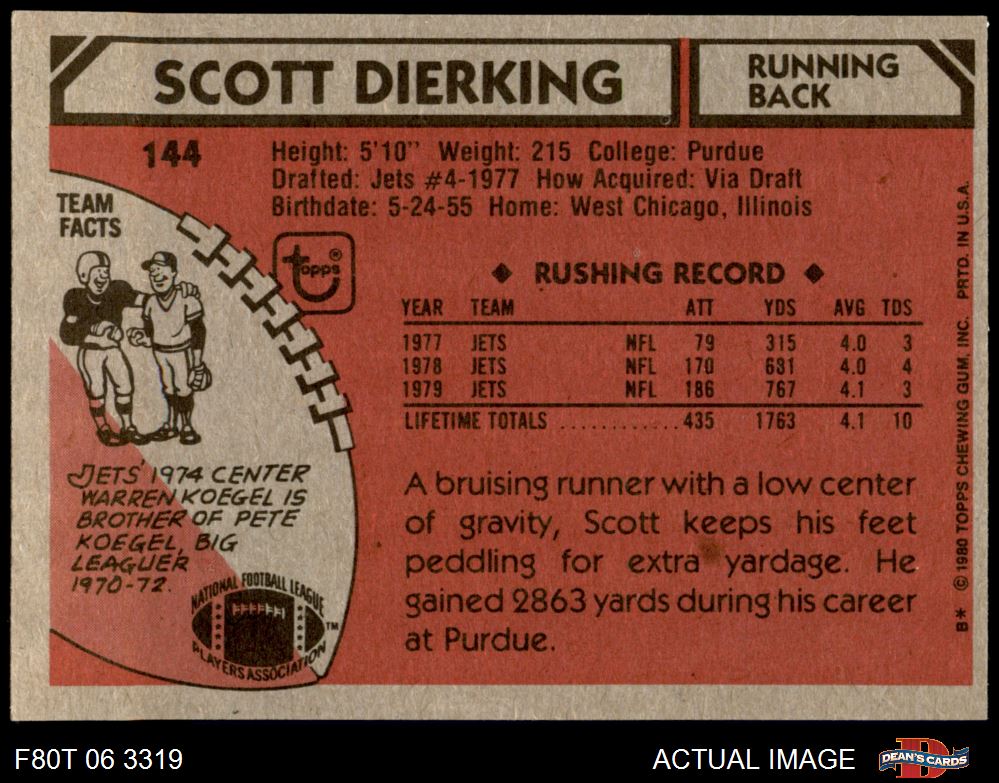 SCOTT DIERKING
RUNNING
BACK
144
Height: 5'10" Weight: 215 College: Purdue
Drafted: Jets #4-1977 How Acquired: Via Draft
Birthdate: 5-24-55 Home: West Chicago, Illinois
TEAM
FACTS
topps®
◆ RUSHING RECORD ◆
YEAR TEAM ATT YDS AVG TDS
1977 JETS NFL 79 315 4.0 3
1978 JETS NFL 170 681 4.0 4
1979 JETS NFL 186 767 4.1 3
LIFETIME TOTALS ............ 435 1763 4.1 10
JETS' 1974 CENTER
WARREN KOEGEL IS
BROTHER OF PETE
KOEGEL, BIG
LEAGUER
1970-72.
NATIONAL FOOTBALL LEAGUE
PLAYERS ASSOCIATION
TM
A bruising runner with a low center
of gravity, Scott keeps his feet
peddling for extra yardage. He
gained 2863 yards during his career
at Purdue.
B* © 1980 TOPPS CHEWING GUM, INC. PRTD. IN U.S.A.
F80T 06 3319
ACTUAL IMAGE
DEAN'S CARDS